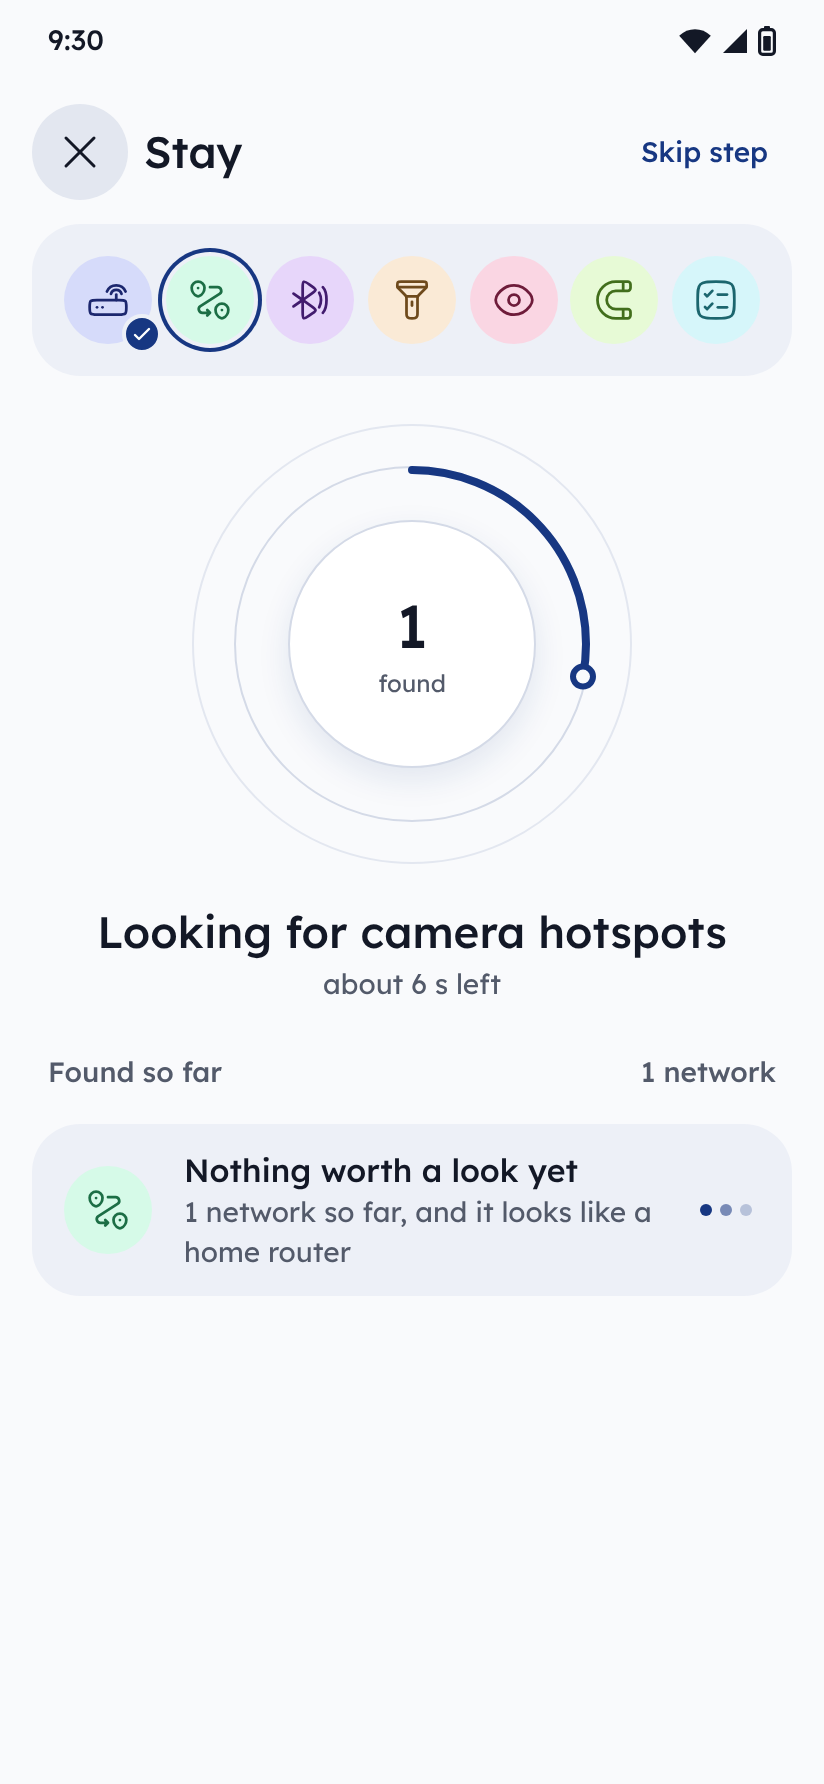 9:30
Stay
Skip step
1
found
Looking for camera hotspots
about 6 s left
Found so far
1 network
Nothing worth a look yet
1 network so far, and it looks like a
home router